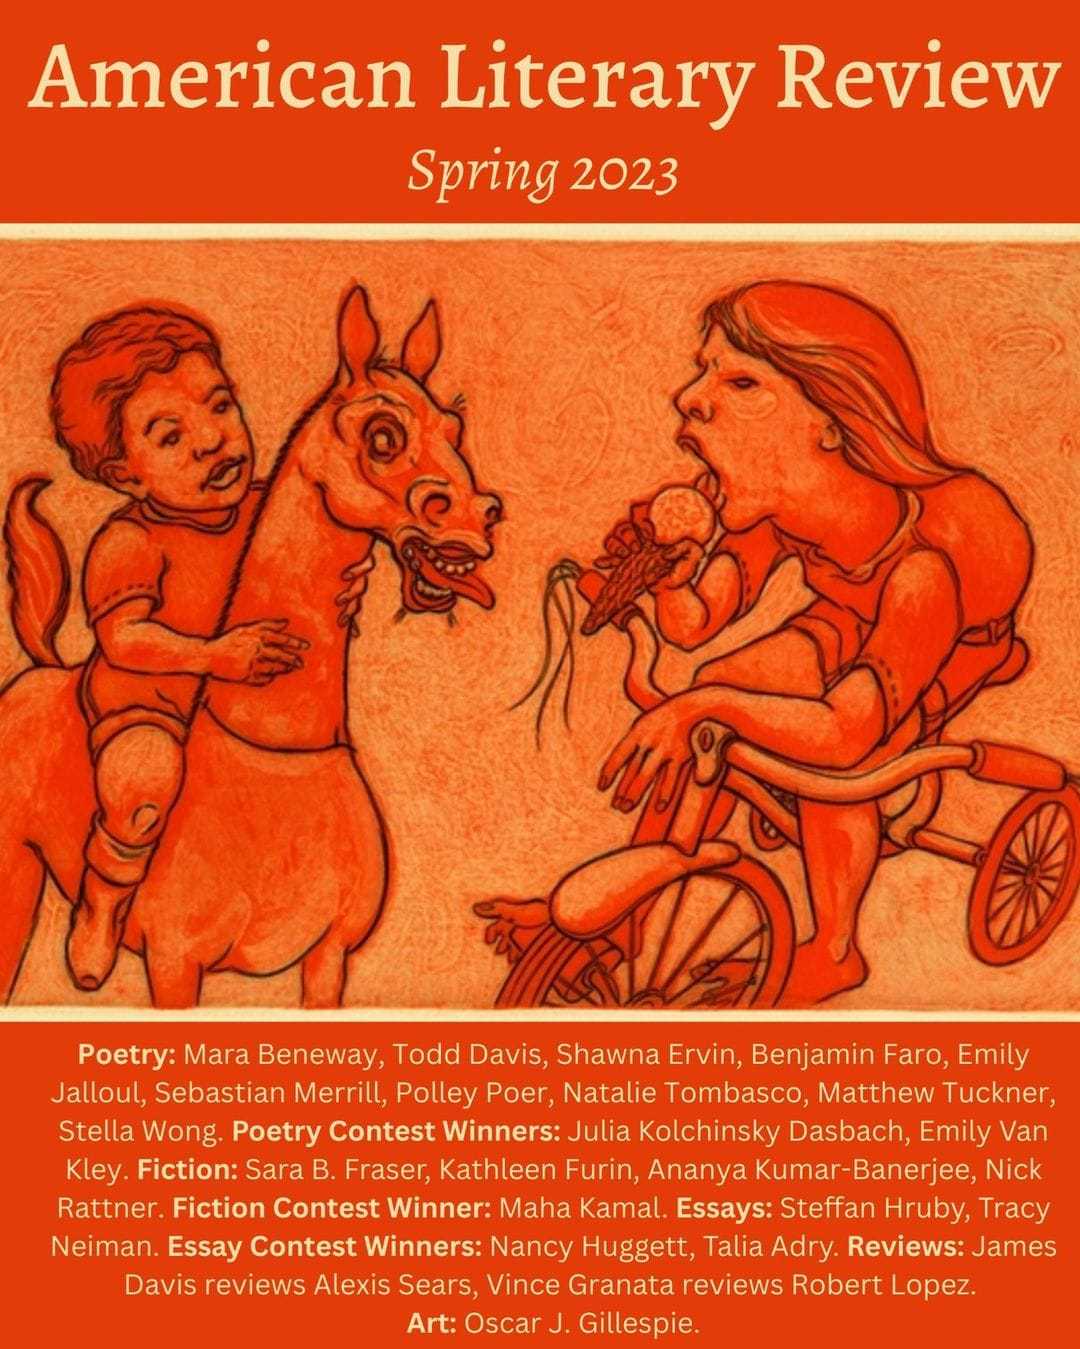 American Literary Review
Spring 2023
Poetry: Mara Beneway, Todd Davis, Shawna Ervin, Benjamin Faro, Emily
Jalloul, Sebastian Merrill, Polley Poer, Natalie Tombasco, Matthew Tuckner,
Stella Wong. Poetry Contest Winners: Julia Kolchinsky Dasbach, Emily Van
Kley. Fiction: Sara B. Fraser, Kathleen Furin, Ananya Kumar-Banerjee, Nick
Rattner. Fiction Contest Winner: Maha Kamal. Essays: Steffan Hruby, Tracy
Neiman. Essay Contest Winners: Nancy Huggett, Talia Adry. Reviews: James
Davis reviews Alexis Sears, Vince Granata reviews Robert Lopez.
Art: Oscar J. Gillespie.